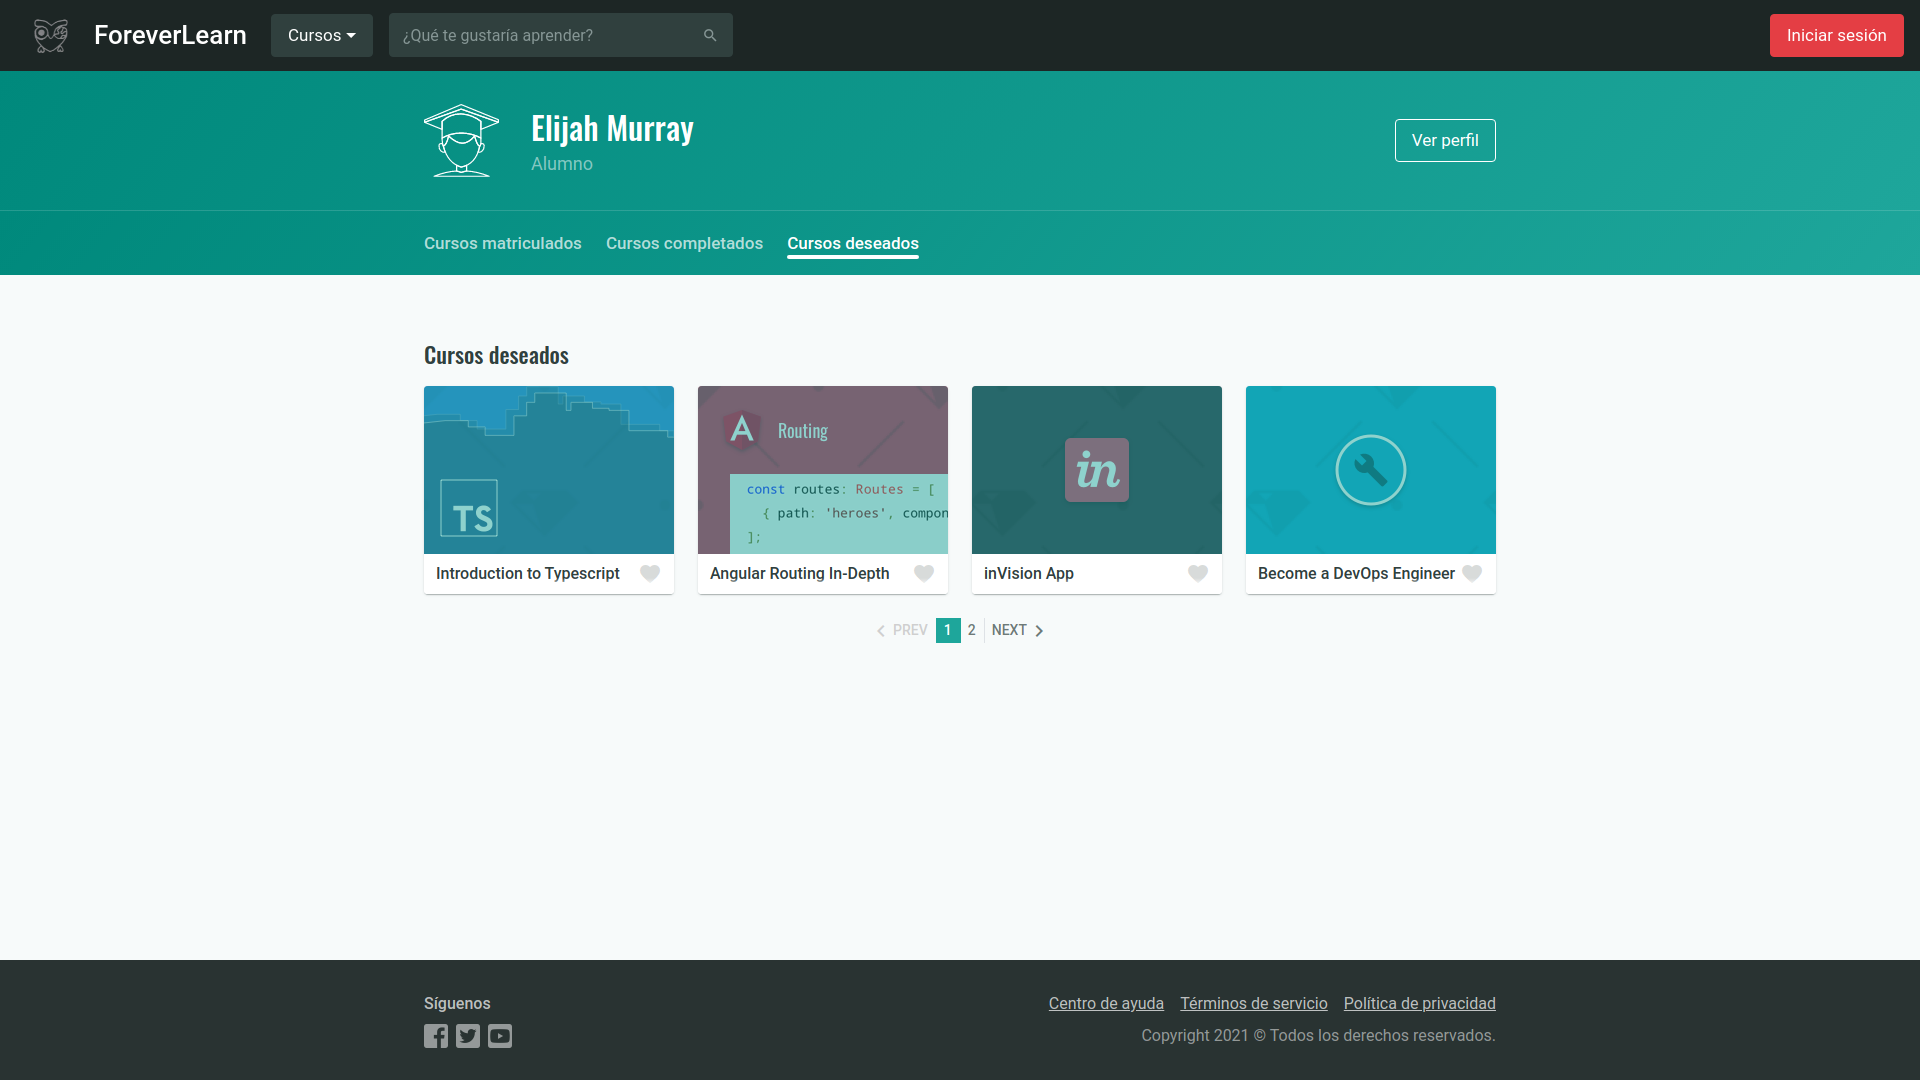 ForeverLearn
Cursos
¿Qué te gustaría aprender?
Iniciar sesión
Elijah Murray
Alumno
Ver perfil
Cursos matriculados
Cursos completados
Cursos deseados
Cursos deseados
TS
Routing
const routes: Routes = [
{ path: 'heroes', compon
];
in
Introduction to Typescript
Angular Routing In-Depth
inVision App
Become a DevOps Engineer
PREV 1 2 NEXT
Síguenos
Centro de ayuda Términos de servicio Política de privacidad
Copyright 2021 © Todos los derechos reservados.